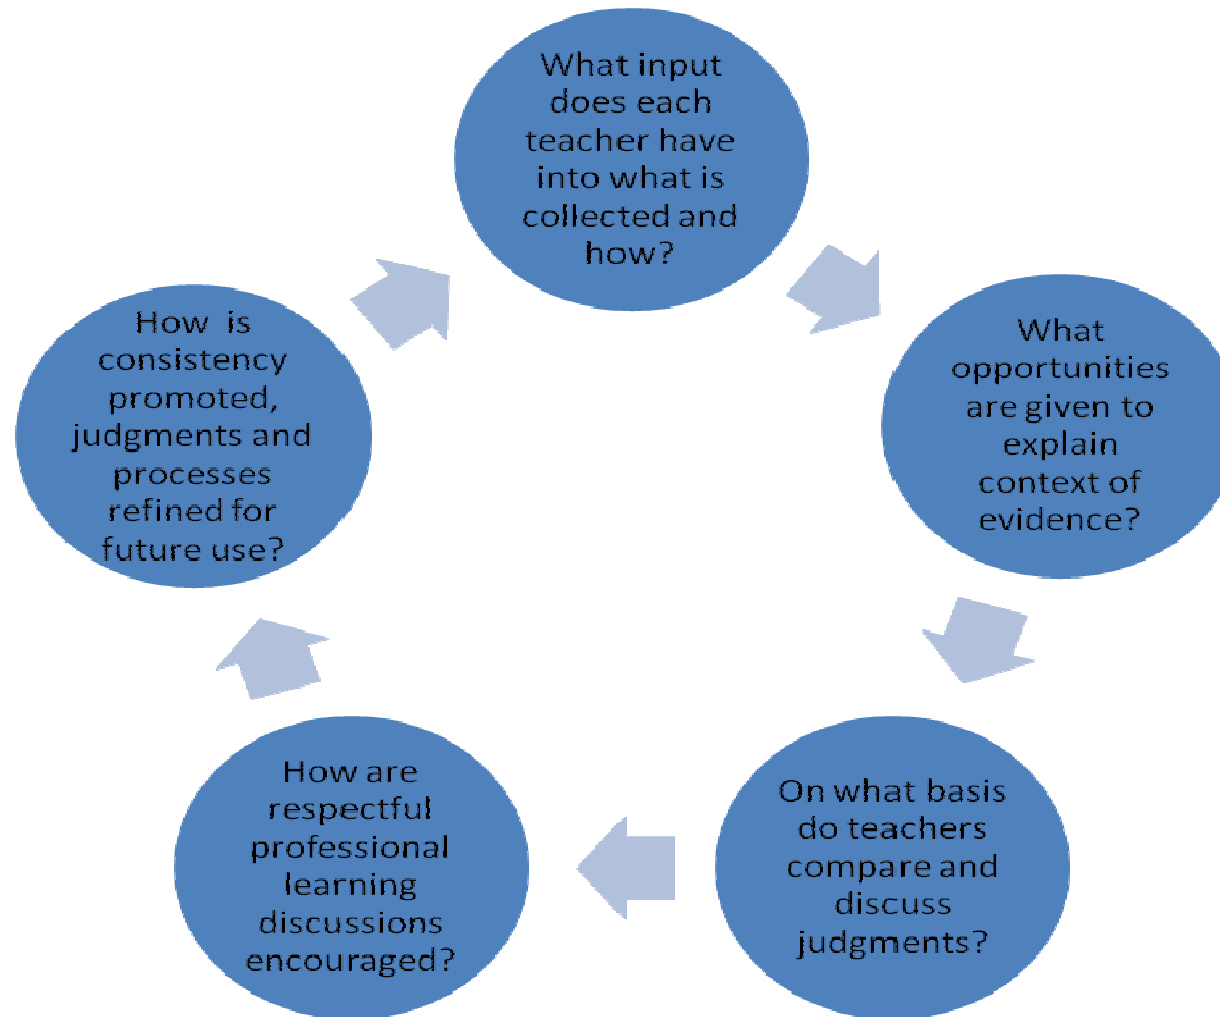 What input
does each
teacher have
into what is
collected and
how?
What
opportunities
are given to
explain
context of
evidence?
On what basis
do teachers
compare and
discuss
judgments?
How are
respectful
professional
learning
discussions
encouraged?
How  is
consistency
promoted,
judgments and
processes
refined for
future use?